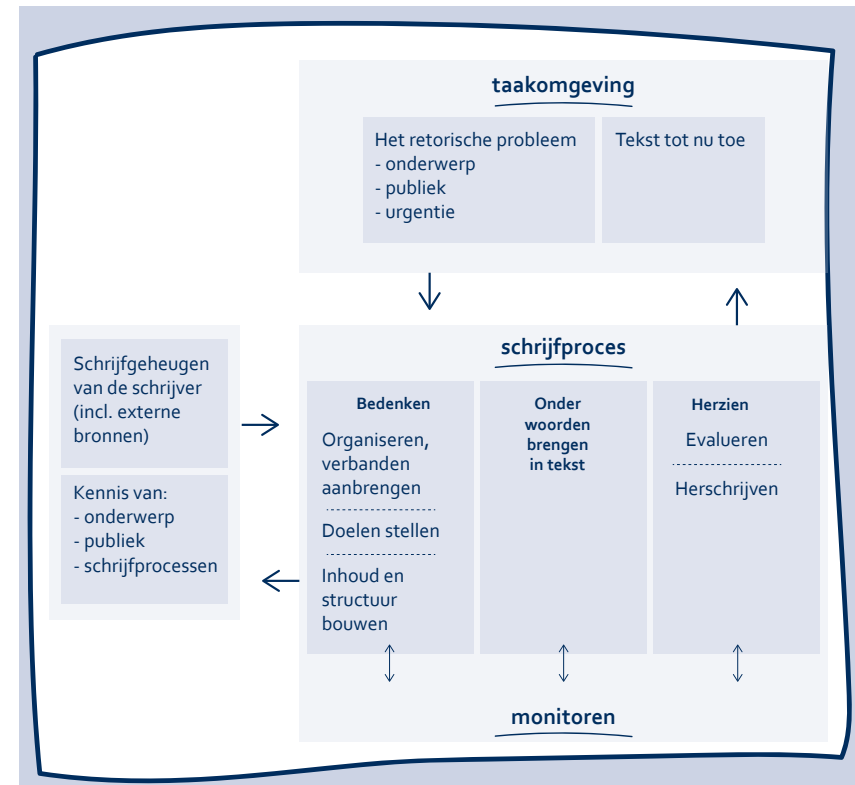 taakomgeving
Het retorische probleem
- onderwerp
- publiek
- urgentie
Tekst tot nu toe
Schrijfgeheugen
van de schrijver
(incl. externe
bronnen)
Kennis van:
- onderwerp
- publiek
- schrijfprocessen
schrijfproces
Bedenken
Organiseren,
verbanden
aanbrengen
Doelen stellen
Inhoud en
structuur
bouwen
Onder
woorden
brengen
in tekst
Herzien
Evalueren
Herschrijven
monitoren